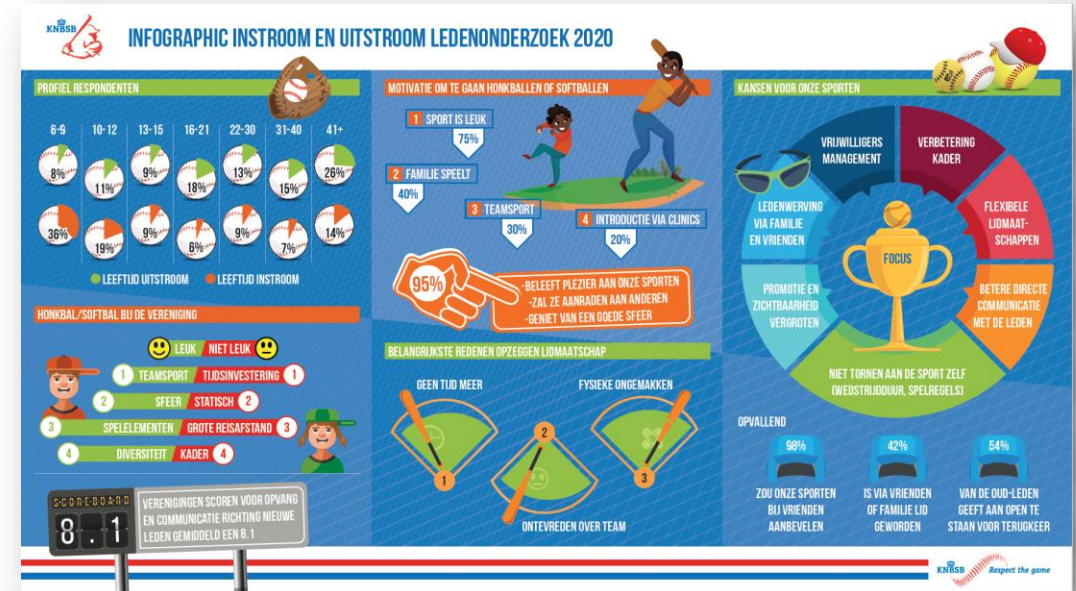 KNBSB
INFOGRAPHIC INSTROOM EN UITSTROOM LEDENONDERZOEK 2020
PROFIEL RESPONDENTEN
6-9 10-12 13-15 16-21 22-30 31-40 41+
8% 11% 9% 18% 13% 15% 26%
36% 19% 9% 6% 9% 7% 14%
LEEFTIJD UITSTROOM LEEFTIJD INSTROOM
HONKBAL/SOFTBAL BIJ DE VERENIGING
LEUK NIET LEUK
1 TEAMSPORT TIJDSINVESTERING 1
2 SFEER STATISCH 2
3 SPELELEMENTEN GROTE REISAFSTAND 3
4 DIVERSITEIT KADER 4
SCOREBOARD
8.1
VERENIGINGEN SCOREN VOOR OPVANG
EN COMMUNICATIE RICHTING NIEUWE
LEDEN GEMIDDELD EEN 8.1
MOTIVATIE OM TE GAAN HONKBALLEN OF SOFTBALLEN
1 SPORT IS LEUK
75%
2 FAMILIE SPEELT
40%
3 TEAMSPORT
30%
4 INTRODUCTIE VIA CLINICS
20%
95%
-BELEEFT PLEZIER AAN ONZE SPORTEN
-ZAL ZE AANRADEN AAN ANDEREN
-GENIET VAN EEN GOEDE SFEER
BELANGRIJKSTE REDENEN OPZEGGEN LIDMAATSCHAP
GEEN TIJD MEER
1
2
ONTEVREDEN OVER TEAM
FYSIEKE ONGEMAKKEN
3
KANSEN VOOR ONZE SPORTEN
VRIJWILLIGERS
MANAGEMENT
VERBETERING
KADER
LEDENWERVING
VIA FAMILIE
EN VRIENDEN
FLEXIBELE
LIDMAAT-
SCHAPPEN
FOCUS
PROMOTIE EN
ZICHTBAARHEID
VERGROTEN
BETERE DIRECTE
COMMUNICATIE
MET DE LEDEN
NIET TORNEN AAN DE SPORT ZELF
(WEDSTRIJDDUUR, SPELREGELS)
OPVALLEND
98%
ZOU ONZE SPORTEN
BIJ VRIENDEN
AANBEVELEN
42%
IS VIA VRIENDEN
OF FAMILIE LID
GEWORDEN
54%
VAN DE OUD-LEDEN
GEEFT AAN OPEN TE
STAAN VOOR TERUGKEER
KNBSB Respect the game